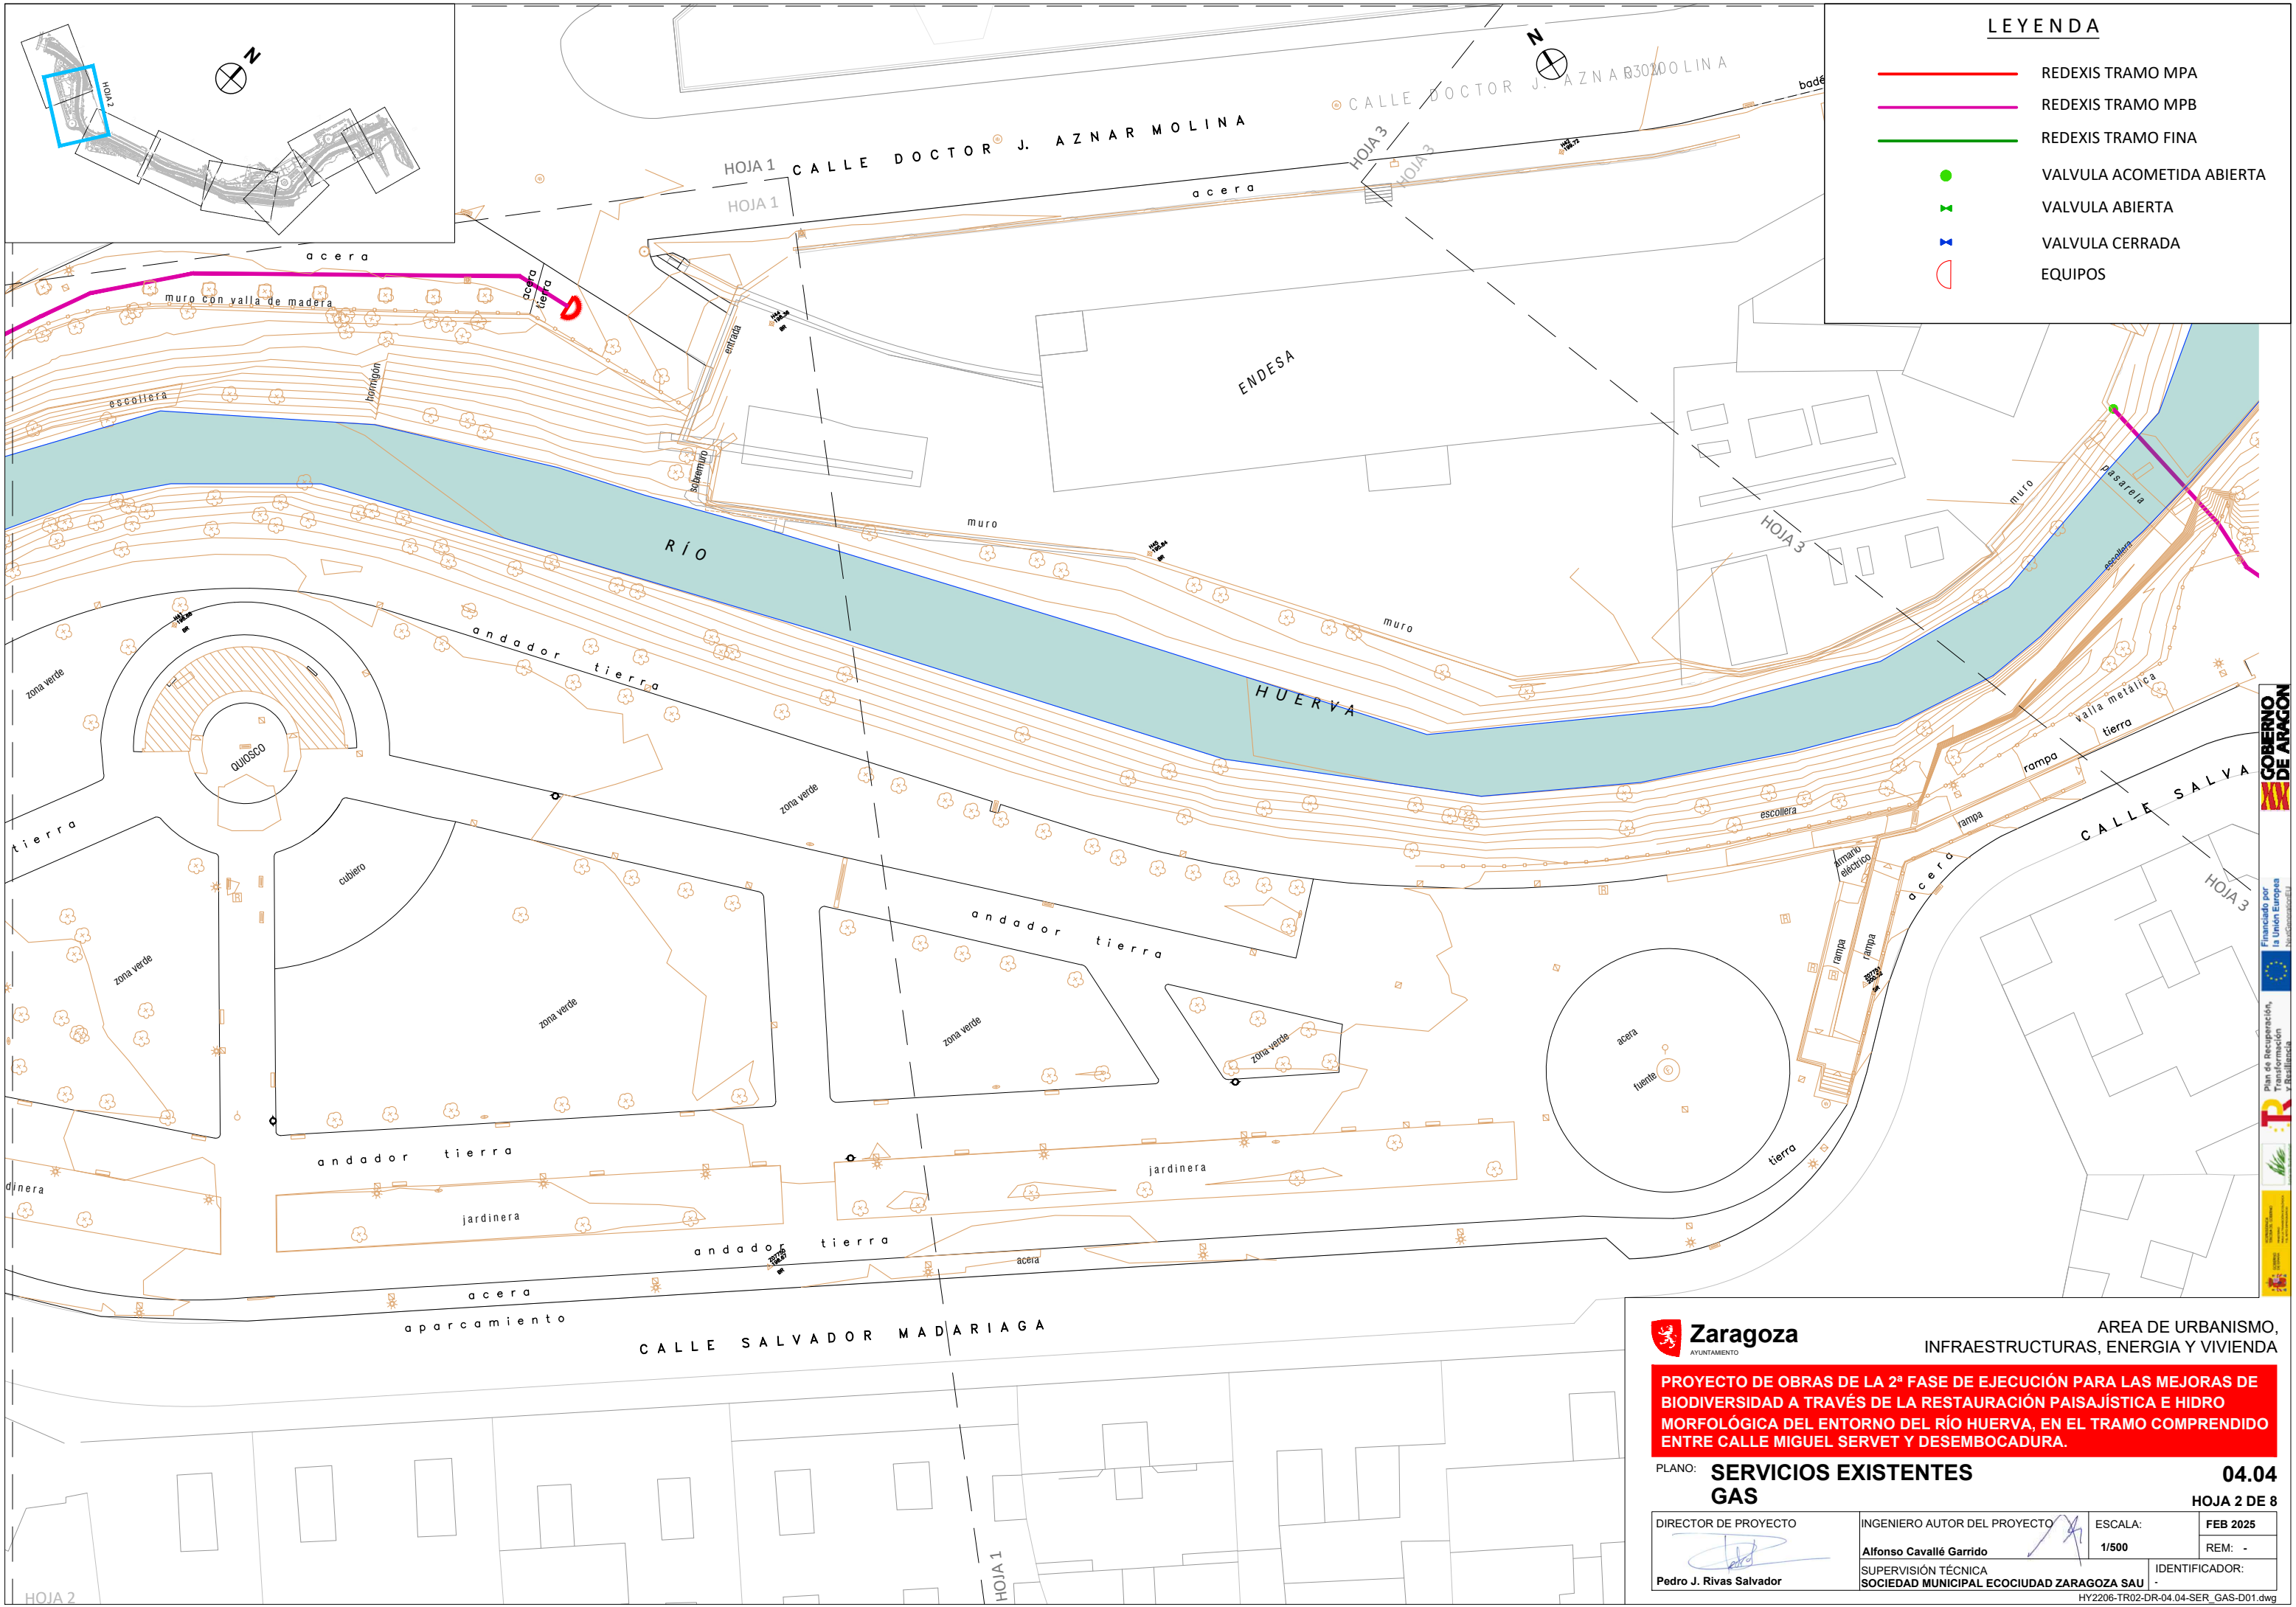 N
HOJA 2
N
LEYENDA
REDEXIS TRAMO MPA
REDEXIS TRAMO MPB
REDEXIS TRAMO FINA
VALVULA ACOMETIDA ABIERTA
VALVULA ABIERTA
VALVULA CERRADA
EQUIPOS
CALLE DOCTOR J. AZNAR MOLINA
CALLE DOCTOR J. AZNAR MOLINA
HOJA 1
HOJA 1
HOJA 3
HOJA 3
acera
acera
acera
tierra
muro con valla de madera
entrada
hormigón
escollera
sobremuro
ENDESA
muro
muro
muro
HOJA 3
pasarela
escollera
RÍO
HUERVA
andador tierra
zona verde
QUIOSCO
tierra
cubiero
zona verde
zona verde
zona verde
zona verde
zona verde
andador tierra
valla metálica
tierra
rampa
rampa
escollera
CALLE SALVA
armario
eléctrico
acera
rampa
rampa
HOJA 3
acera
fuente
tierra
andador tierra
jardinera
dinera
jardinera
andador tierra
acera
acera
aparcamiento
CALLE SALVADOR MADARIAGA
HOJA 1
HOJA 2
GOBIERNO
DE ARAGON
Financiado por
la Unión Europea
NextGenerationEU
Plan de Recuperación,
Transformación
y Resiliencia
Zaragoza
AYUNTAMIENTO
AREA DE URBANISMO,
INFRAESTRUCTURAS, ENERGIA Y VIVIENDA
PROYECTO DE OBRAS DE LA 2ª FASE DE EJECUCIÓN PARA LAS MEJORAS DE
BIODIVERSIDAD A TRAVÉS DE LA RESTAURACIÓN PAISAJÍSTICA E HIDRO
MORFOLÓGICA DEL ENTORNO DEL RÍO HUERVA, EN EL TRAMO COMPRENDIDO
ENTRE CALLE MIGUEL SERVET Y DESEMBOCADURA.
PLANO: SERVICIOS EXISTENTES
GAS
04.04
HOJA 2 DE 8
DIRECTOR DE PROYECTO
Pedro J. Rivas Salvador
INGENIERO AUTOR DEL PROYECTO
Alfonso Cavallé Garrido
ESCALA:
1/500
FEB 2025
REM: -
SUPERVISIÓN TÉCNICA
SOCIEDAD MUNICIPAL ECOCIUDAD ZARAGOZA SAU
IDENTIFICADOR:
-
HY2206-TR02-DR-04.04-SER_GAS-D01.dwg